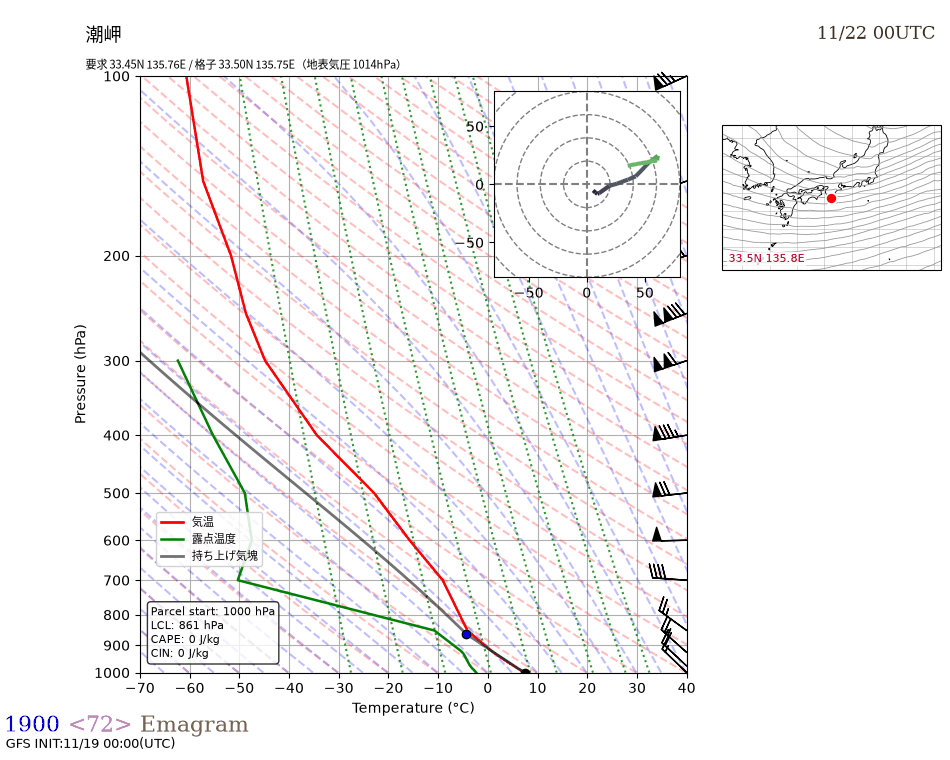 潮岬
11/22 00UTC
要求 33.45N 135.76E / 格子 33.50N 135.75E（地表気圧 1014hPa）
100
200
300
400
500
600
700
800
900
1000
Pressure (hPa)
50
0
−50
−50 0 50
33.5N 135.8E
気温
露点温度
持ち上げ気塊
Parcel start: 1000 hPa
LCL: 861 hPa
CAPE: 0 J/kg
CIN: 0 J/kg
−70 −60 −50 −40 −30 −20 −10 0 10 20 30 40
Temperature (°C)
1900 <72> Emagram
GFS INIT:11/19 00:00(UTC)